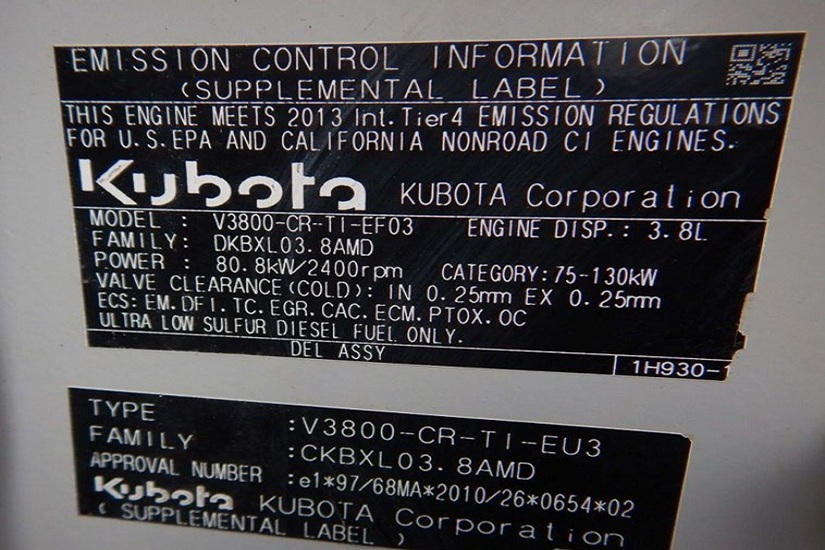 EMISSION CONTROL INFORMATION
(SUPPLEMENTAL LABEL)
THIS ENGINE MEETS 2013 Int. Tier4 EMISSION REGULATIONS
FOR U.S.EPA AND CALIFORNIA NONROAD CI ENGINES.
Kubota KUBOTA Corporation
MODEL : V3800-CR-TI-EF03 ENGINE DISP.: 3.8L
FAMILY: DKBXL03.8AMD
POWER : 80.8kW/2400rpm CATEGORY:75-130kW
VALVE CLEARANCE(COLD): IN 0.25mm EX 0.25mm
ECS: EM.DFI.TC.EGR.CAC.ECM.PTOX.OC
ULTRA LOW SULFUR DIESEL FUEL ONLY.
DEL ASSY
1H930-1
TYPE :V3800-CR-TI-EU3
FAMILY :CKBXL03.8AMD
APPROVAL NUMBER :e1*97/68MA*2010/26*0654*02
Kubota KUBOTA Corporation
( SUPPLEMENTAL LABEL )